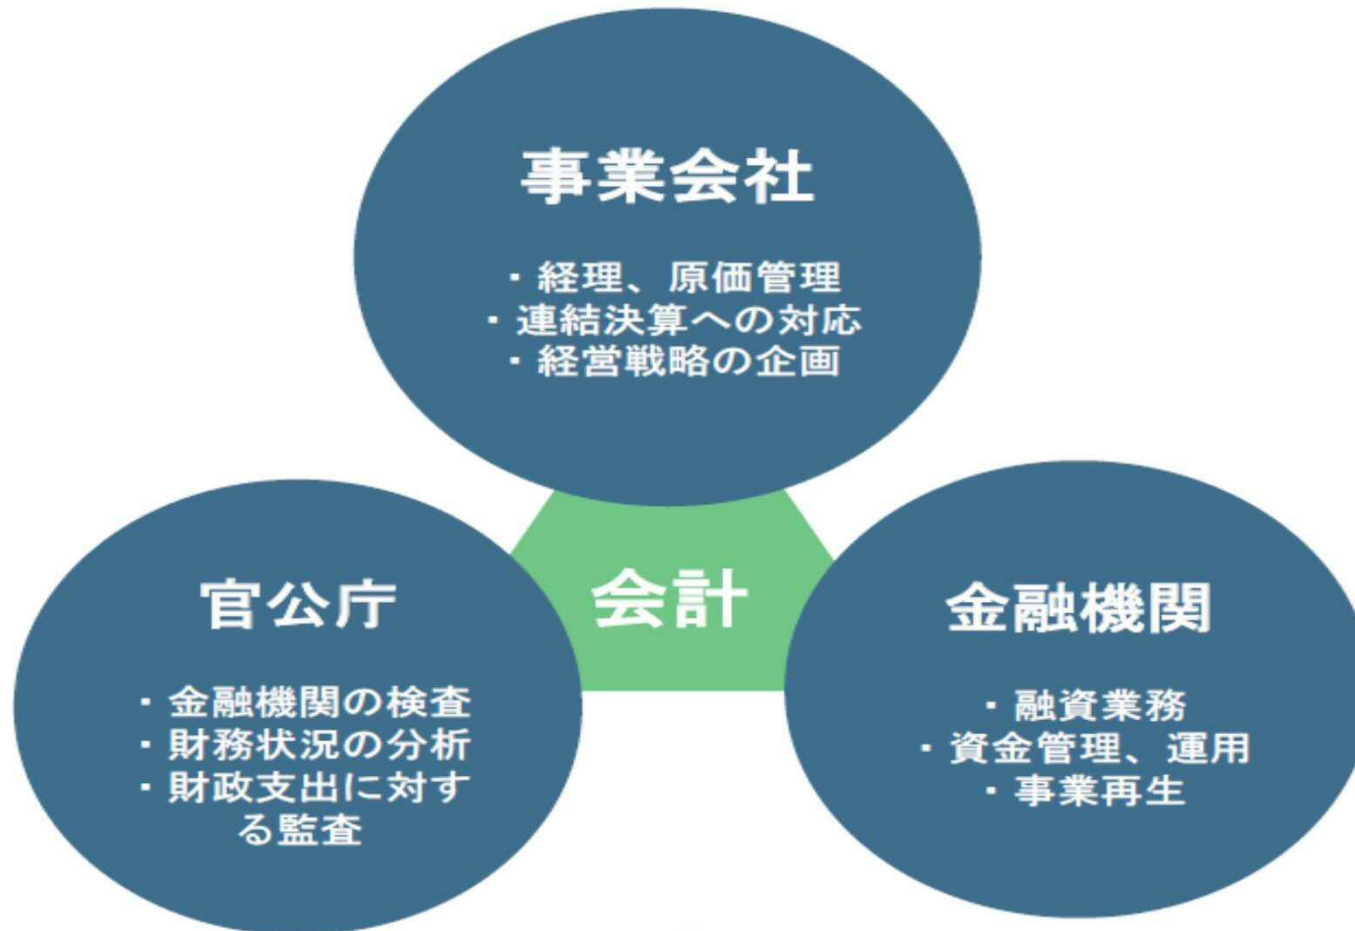 事業会社
・経理、原価管理
・連結決算への対応
・経営戦略の企画
会計
官公庁
・金融機関の検査
・財務状況の分析
・財政支出に対す
る監査
金融機関
・融資業務
・資金管理、運用
・事業再生